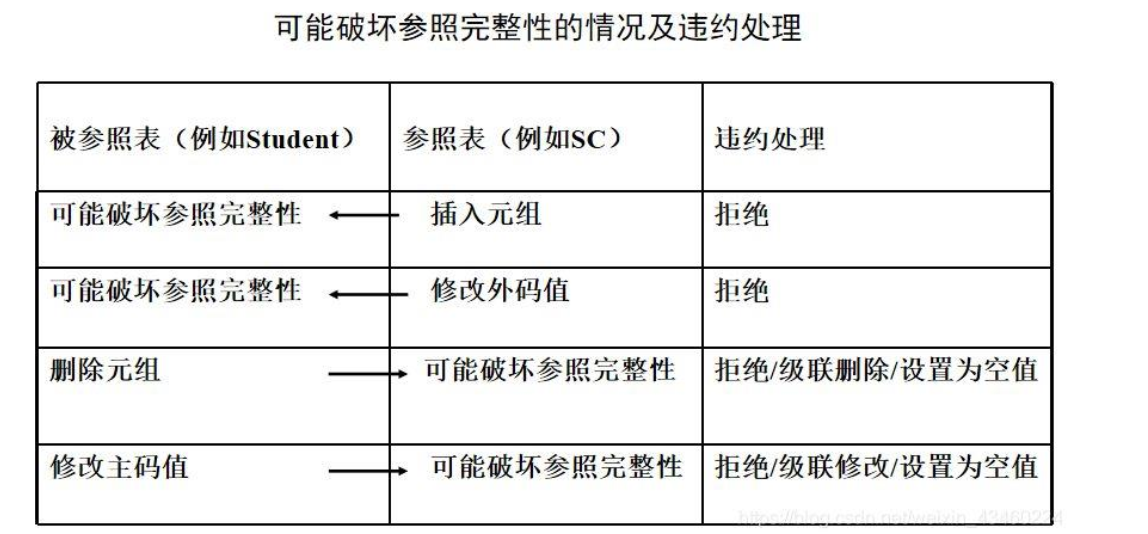 可能破坏参照完整性的情况及违约处理
被参照表（例如Student） 参照表（例如SC） 违约处理
可能破坏参照完整性 插入元组 拒绝
可能破坏参照完整性 修改外码值 拒绝
删除元组 可能破坏参照完整性 拒绝/级联删除/设置为空值
修改主码值 可能破坏参照完整性 拒绝/级联修改/设置为空值
https://blog.csdn.net/weixin_43460224